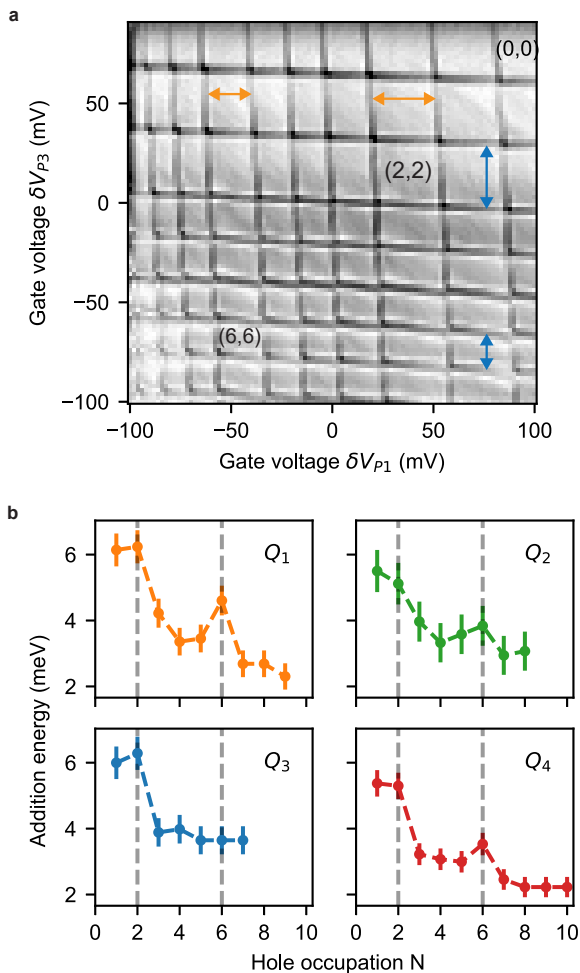 a
(0,0)
50
(2,2)
0
−50
(6,6)
−100
Gate voltage δV_P3 (mV)
−100 −50 0 50 100
Gate voltage δV_P1 (mV)
b
Q_1
Q_2
6
4
2
Q_3
Q_4
6
4
2
Addition energy (meV)
0 2 4 6 8 10 0 2 4 6 8 10
Hole occupation N